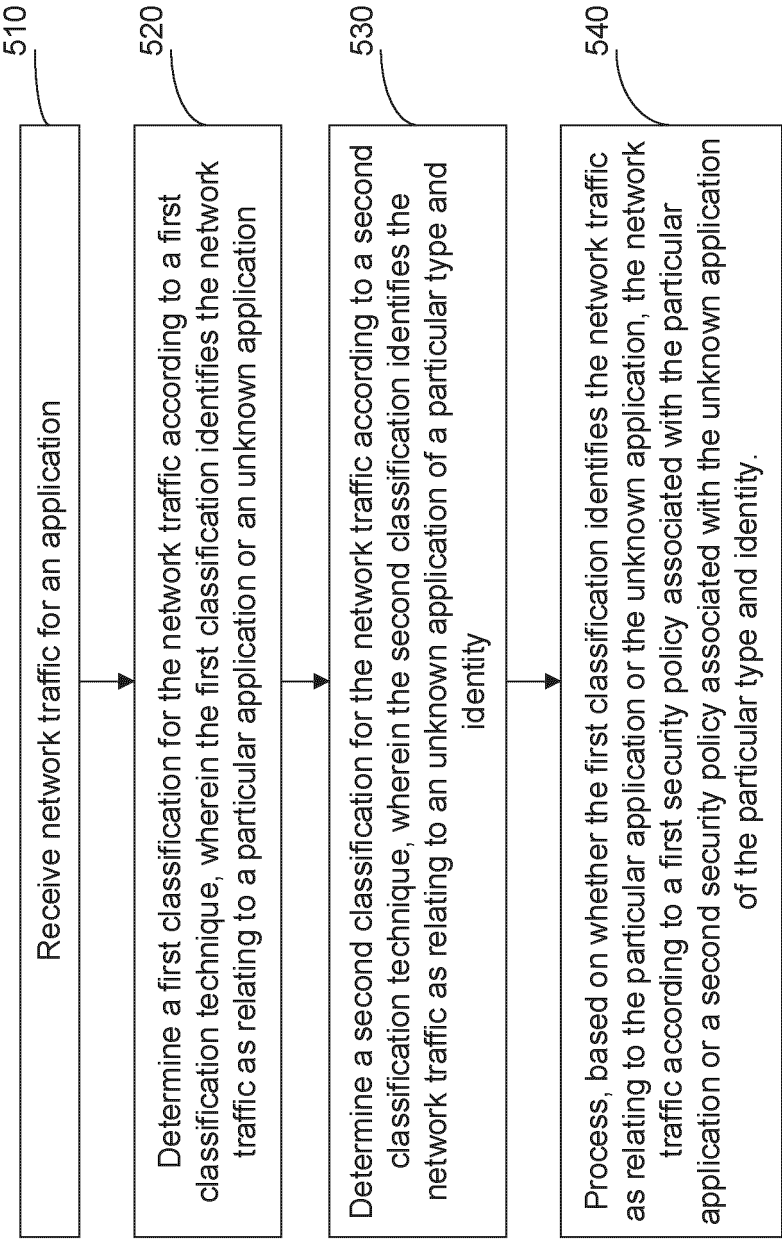 510
Receive network traffic for an application
520
Determine a first classification for the network traffic according to a first
classification technique, wherein the first classification identifies the network
traffic as relating to a particular application or an unknown application
530
Determine a second classification for the network traffic according to a second
classification technique, wherein the second classification identifies the
network traffic as relating to an unknown application of a particular type and
identity
540
Process, based on whether the first classification identifies the network traffic
as relating to the particular application or the unknown application, the network
traffic according to a first security policy associated with the particular
application or a second security policy associated with the unknown application
of the particular type and identity.